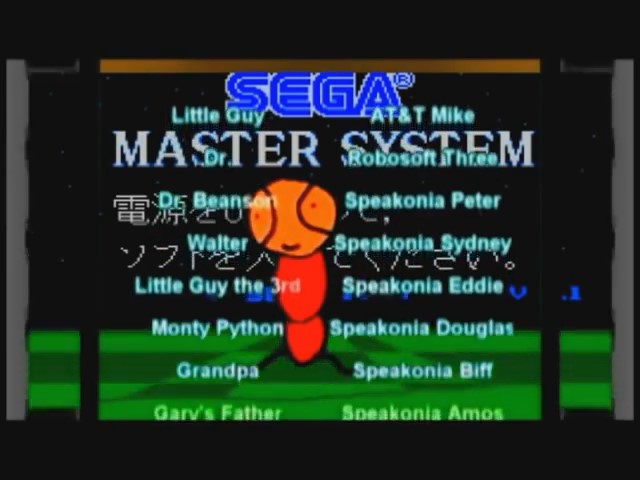 SEGA®
Little Guy AT&T Mike
MASTER SYSTEM
Dr. Robosoft Three
Dr. Beanson Speakonia Peter
電源を
Walter Speakonia Sydney
ソフトを入 てください。
Little Guy the 3rd Speakonia Eddie
Monty Python Speakonia Douglas
Grandpa Speakonia Biff
Gary's Father Speakonia Amos